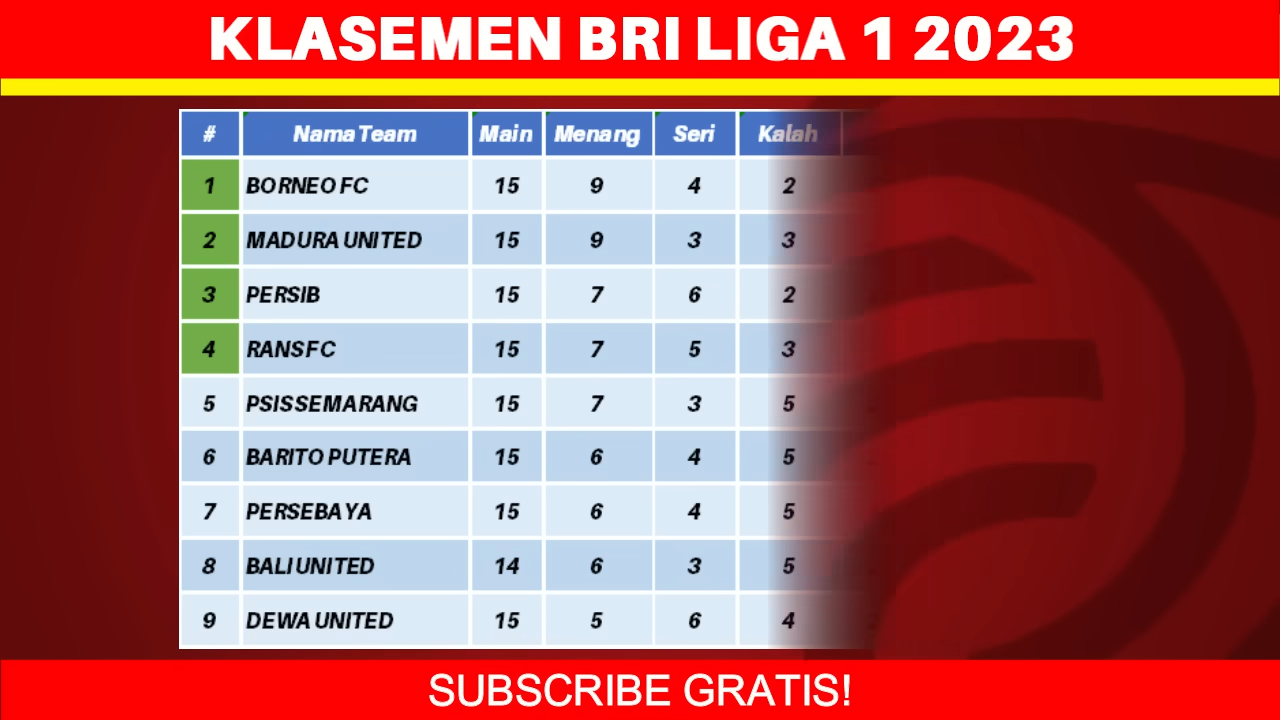 KLASEMEN BRI LIGA 1 2023
# Nama Team Main Menang Seri Kalah
1 BORNEO FC 15 9 4 2
2 MADURA UNITED 15 9 3 3
3 PERSIB 15 7 6 2
4 RANS FC 15 7 5 3
5 PSIS SEMARANG 15 7 3 5
6 BARITO PUTERA 15 6 4 5
7 PERSEBAYA 15 6 4 5
8 BALI UNITED 14 6 3 5
9 DEWA UNITED 15 5 6 4
SUBSCRIBE GRATIS!